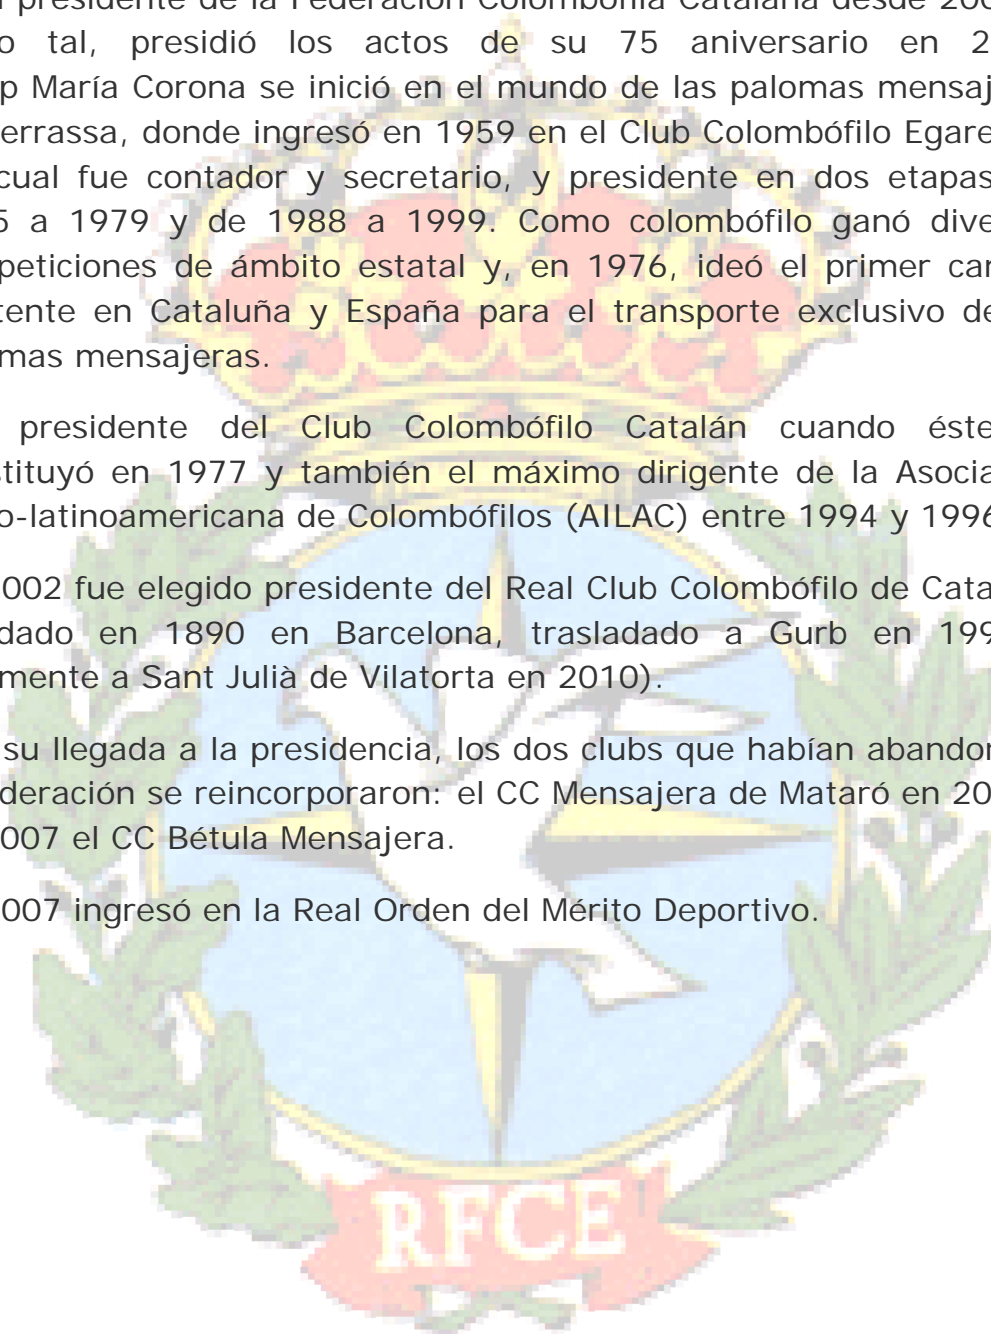 presidente de la Federación Colombófila Catalana desde 200
o tal, presidió los actos de su 75 aniversario en 2
p María Corona se inició en el mundo de las palomas mensaj
errassa, donde ingresó en 1959 en el Club Colombófilo Egare
cual fue contador y secretario, y presidente en dos etapas
5 a 1979 y de 1988 a 1999. Como colombófilo ganó dive
peticiones de ámbito estatal y, en 1976, ideó el primer car
tente en Cataluña y España para el transporte exclusivo de
mas mensajeras.
presidente del Club Colombófilo Catalán cuando éste
stituyó en 1977 y también el máximo dirigente de la Asocia
o-latinoamericana de Colombófilos (AILAC) entre 1994 y 1996
002 fue elegido presidente del Real Club Colombófilo de Cata
dado en 1890 en Barcelona, trasladado a Gurb en 199
mente a Sant Julià de Vilatorta en 2010).
su llegada a la presidencia, los dos clubs que habían abandon
deración se reincorporaron: el CC Mensajera de Mataró en 20
007 el CC Bétula Mensajera.
007 ingresó en la Real Orden del Mérito Deportivo.
RFCE